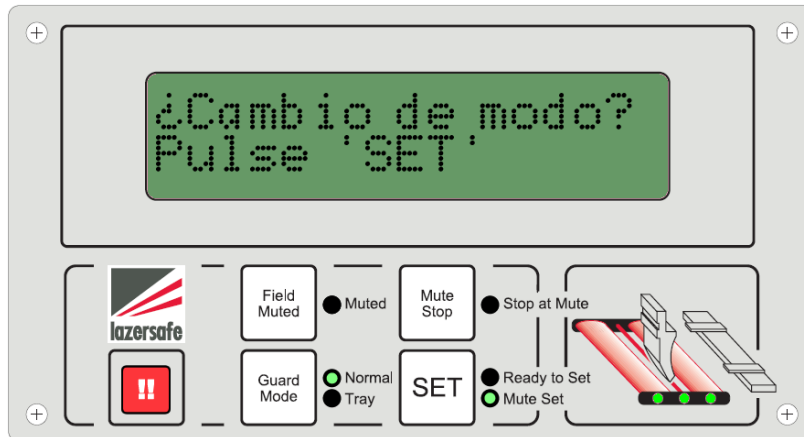 ¿Cambio de modo?
Pulse 'SET'
lazersafe
!!
Field
Muted
Muted
Mute
Stop
Stop at Mute
Guard
Mode
Normal
Tray
SET
Ready to Set
Mute Set